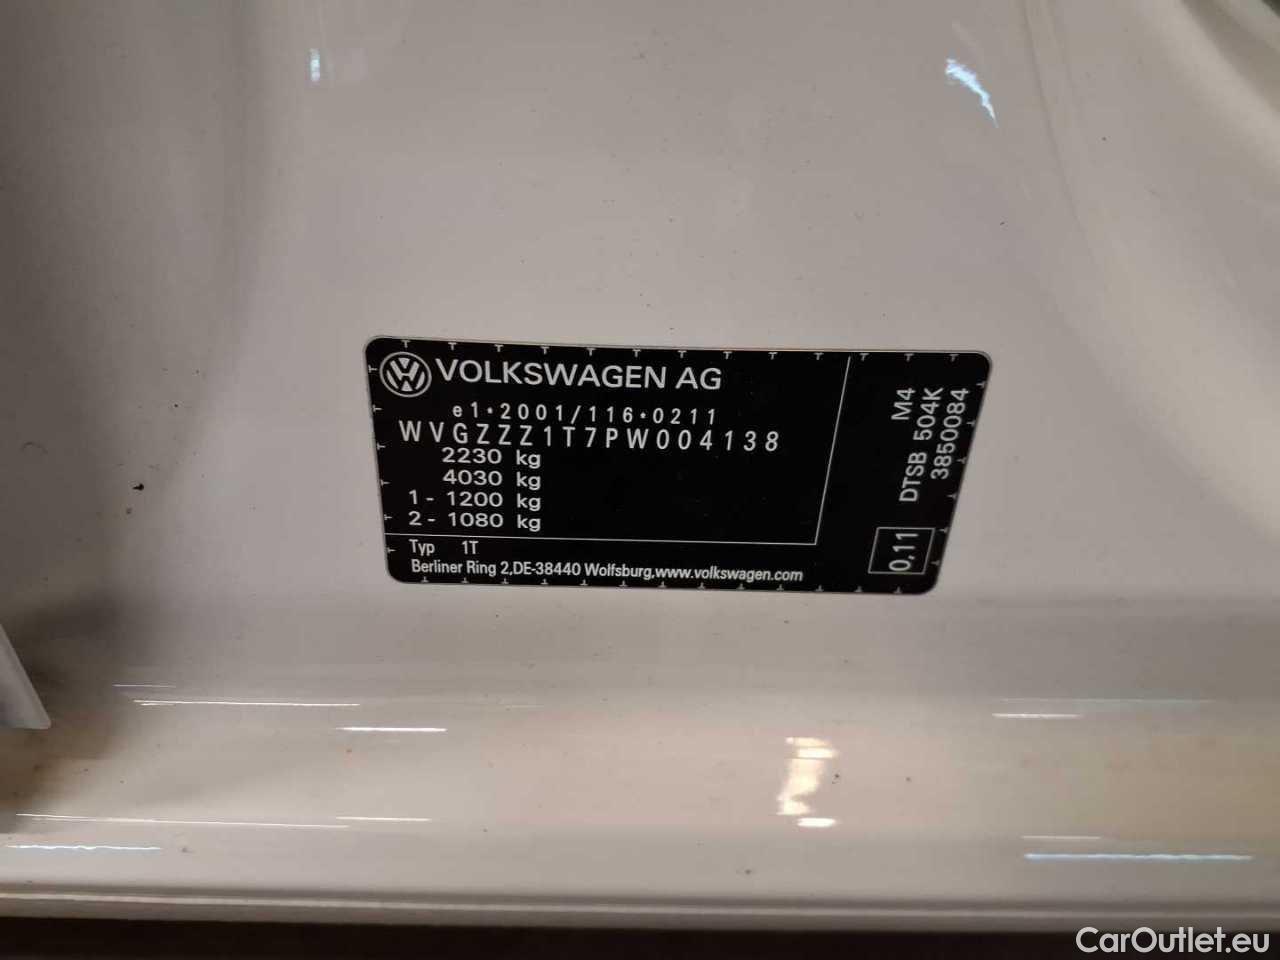 VOLKSWAGEN AG
e1*2001/116*0211
WVGZZZ1T7PW004138
2230 kg
4030 kg
1 - 1200 kg
2 - 1080 kg
Typ 1T
Berliner Ring 2,DE-38440 Wolfsburg,www.volkswagen.com
M4
DTSB 504K
3850084
0,11
CarOutlet.eu